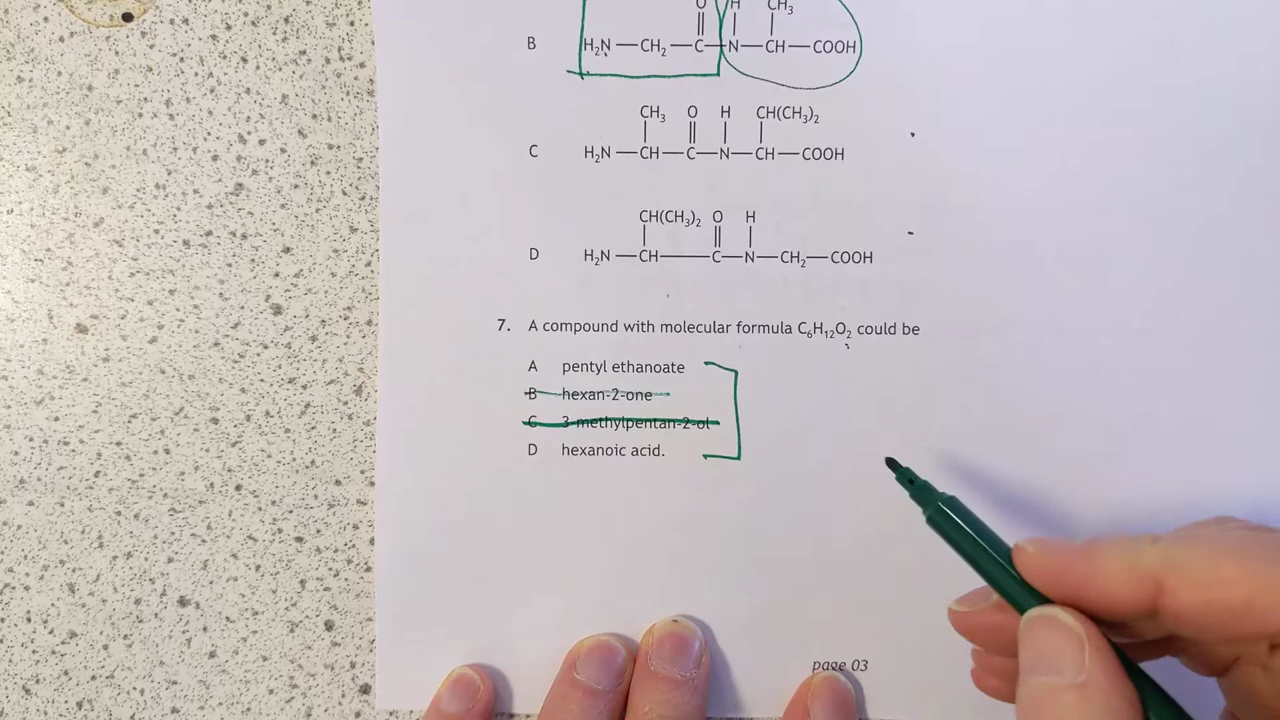 O H CH₃
B H₂N—CH₂—C—N—CH—COOH
CH₃ O H CH(CH₃)₂
C H₂N—CH—C—N—CH—COOH
CH(CH₃)₂ O H
D H₂N—CH—C—N—CH₂—COOH
7. A compound with molecular formula C₆H₁₂O₂ could be
A pentyl ethanoate
B hexan-2-one
C 3-methylpentan-2-ol
D hexanoic acid.
page 03